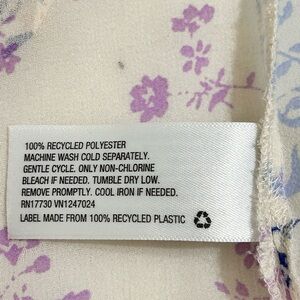 100% RECYCLED POLYESTER
MACHINE WASH COLD SEPARATELY.
GENTLE CYCLE. ONLY NON-CHLORINE
BLEACH IF NEEDED. TUMBLE DRY LOW.
REMOVE PROMPTLY. COOL IRON IF NEEDED.
RN17730 VN1247024
LABEL MADE FROM 100% RECYCLED PLASTIC